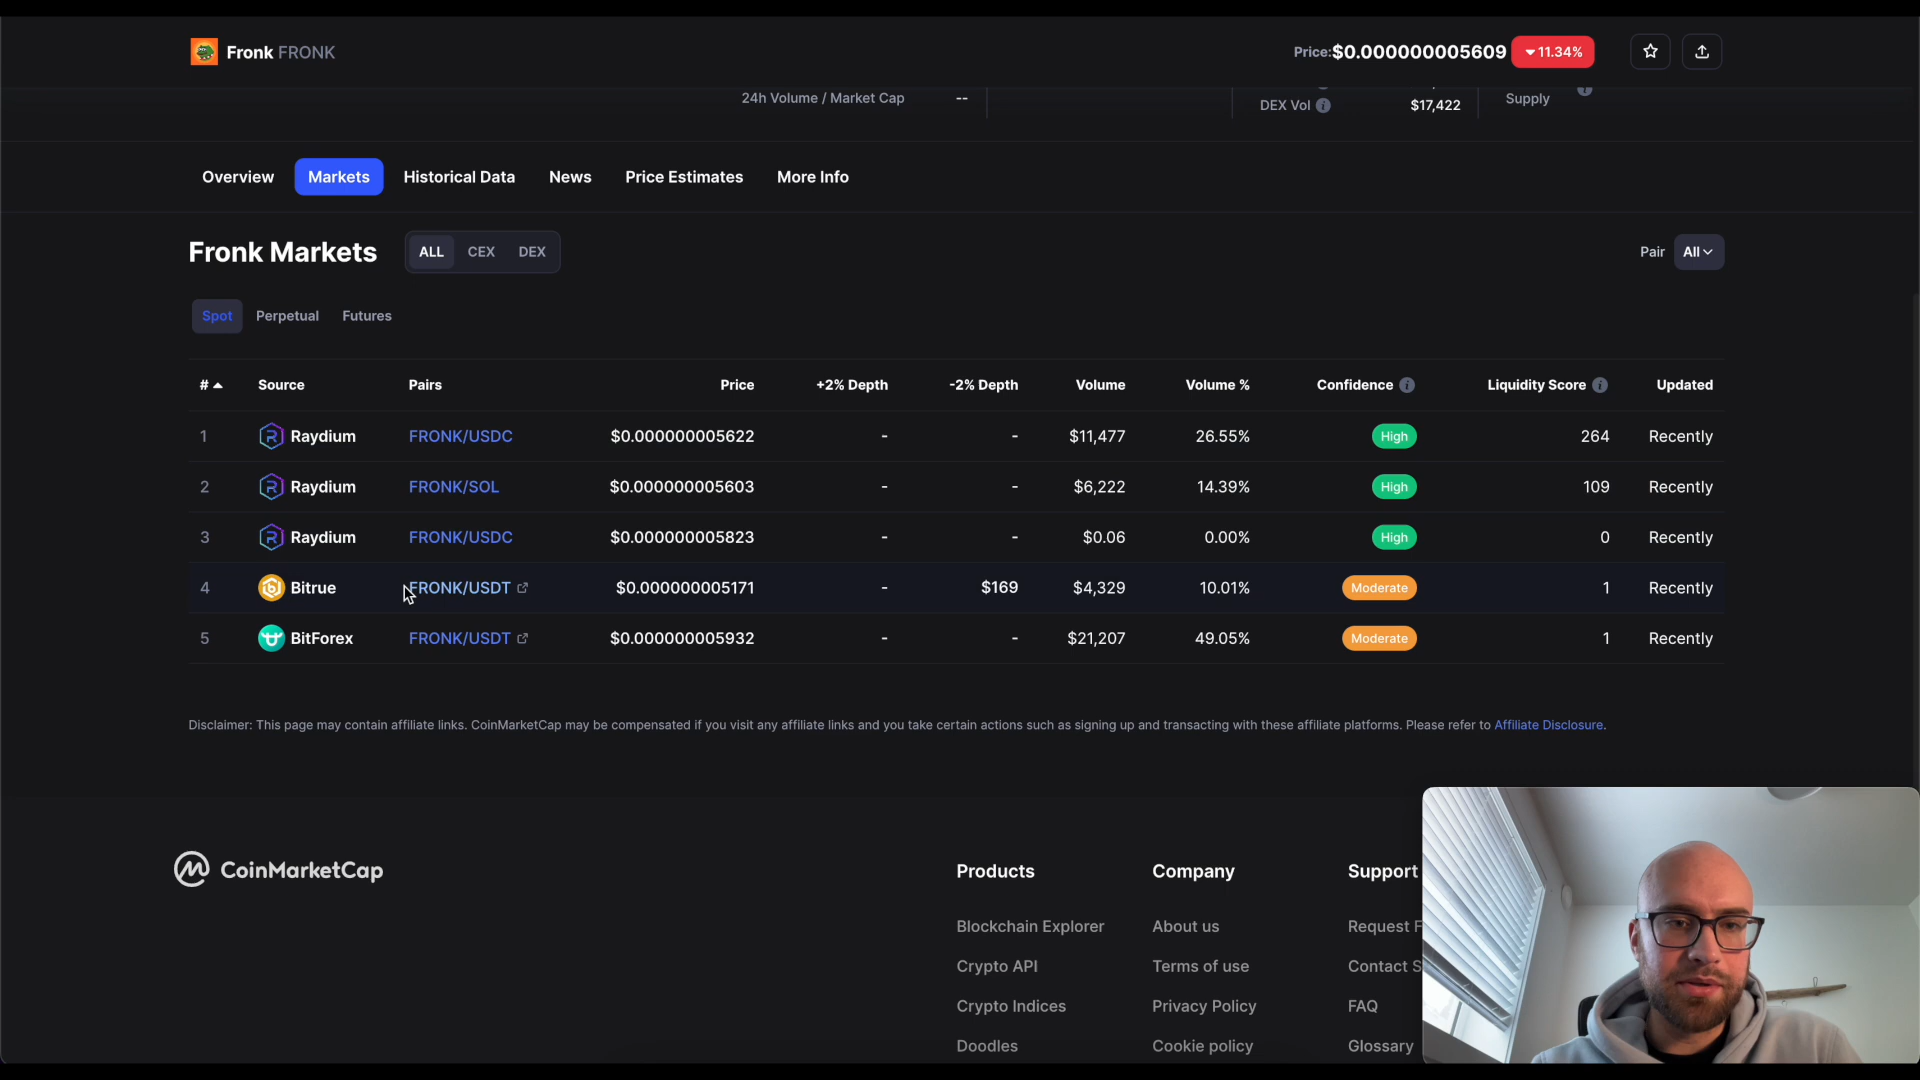 Fronk FRONK
Price:$0.000000005609 11.34%
24h Volume / Market Cap --
DEX Vol $17,422
Supply
Overview Markets Historical Data News Price Estimates More Info
Fronk Markets ALL CEX DEX Pair All
Spot Perpetual Futures
# Source Pairs Price +2% Depth -2% Depth Volume Volume % Confidence Liquidity Score Updated
1 Raydium FRONK/USDC $0.000000005622 - - $11,477 26.55% High 264 Recently
2 Raydium FRONK/SOL $0.000000005603 - - $6,222 14.39% High 109 Recently
3 Raydium FRONK/USDC $0.000000005823 - - $0.06 0.00% High 0 Recently
4 Bitrue FRONK/USDT $0.000000005171 - $169 $4,329 10.01% Moderate 1 Recently
5 BitForex FRONK/USDT $0.000000005932 - - $21,207 49.05% Moderate 1 Recently
Disclaimer: This page may contain affiliate links. CoinMarketCap may be compensated if you visit any affiliate links and you take certain actions such as signing up and transacting with these affiliate platforms. Please refer to Affiliate Disclosure.
CoinMarketCap
Products Company Support
Blockchain Explorer About us Request F
Crypto API Terms of use Contact S
Crypto Indices Privacy Policy FAQ
Doodles Cookie policy Glossary